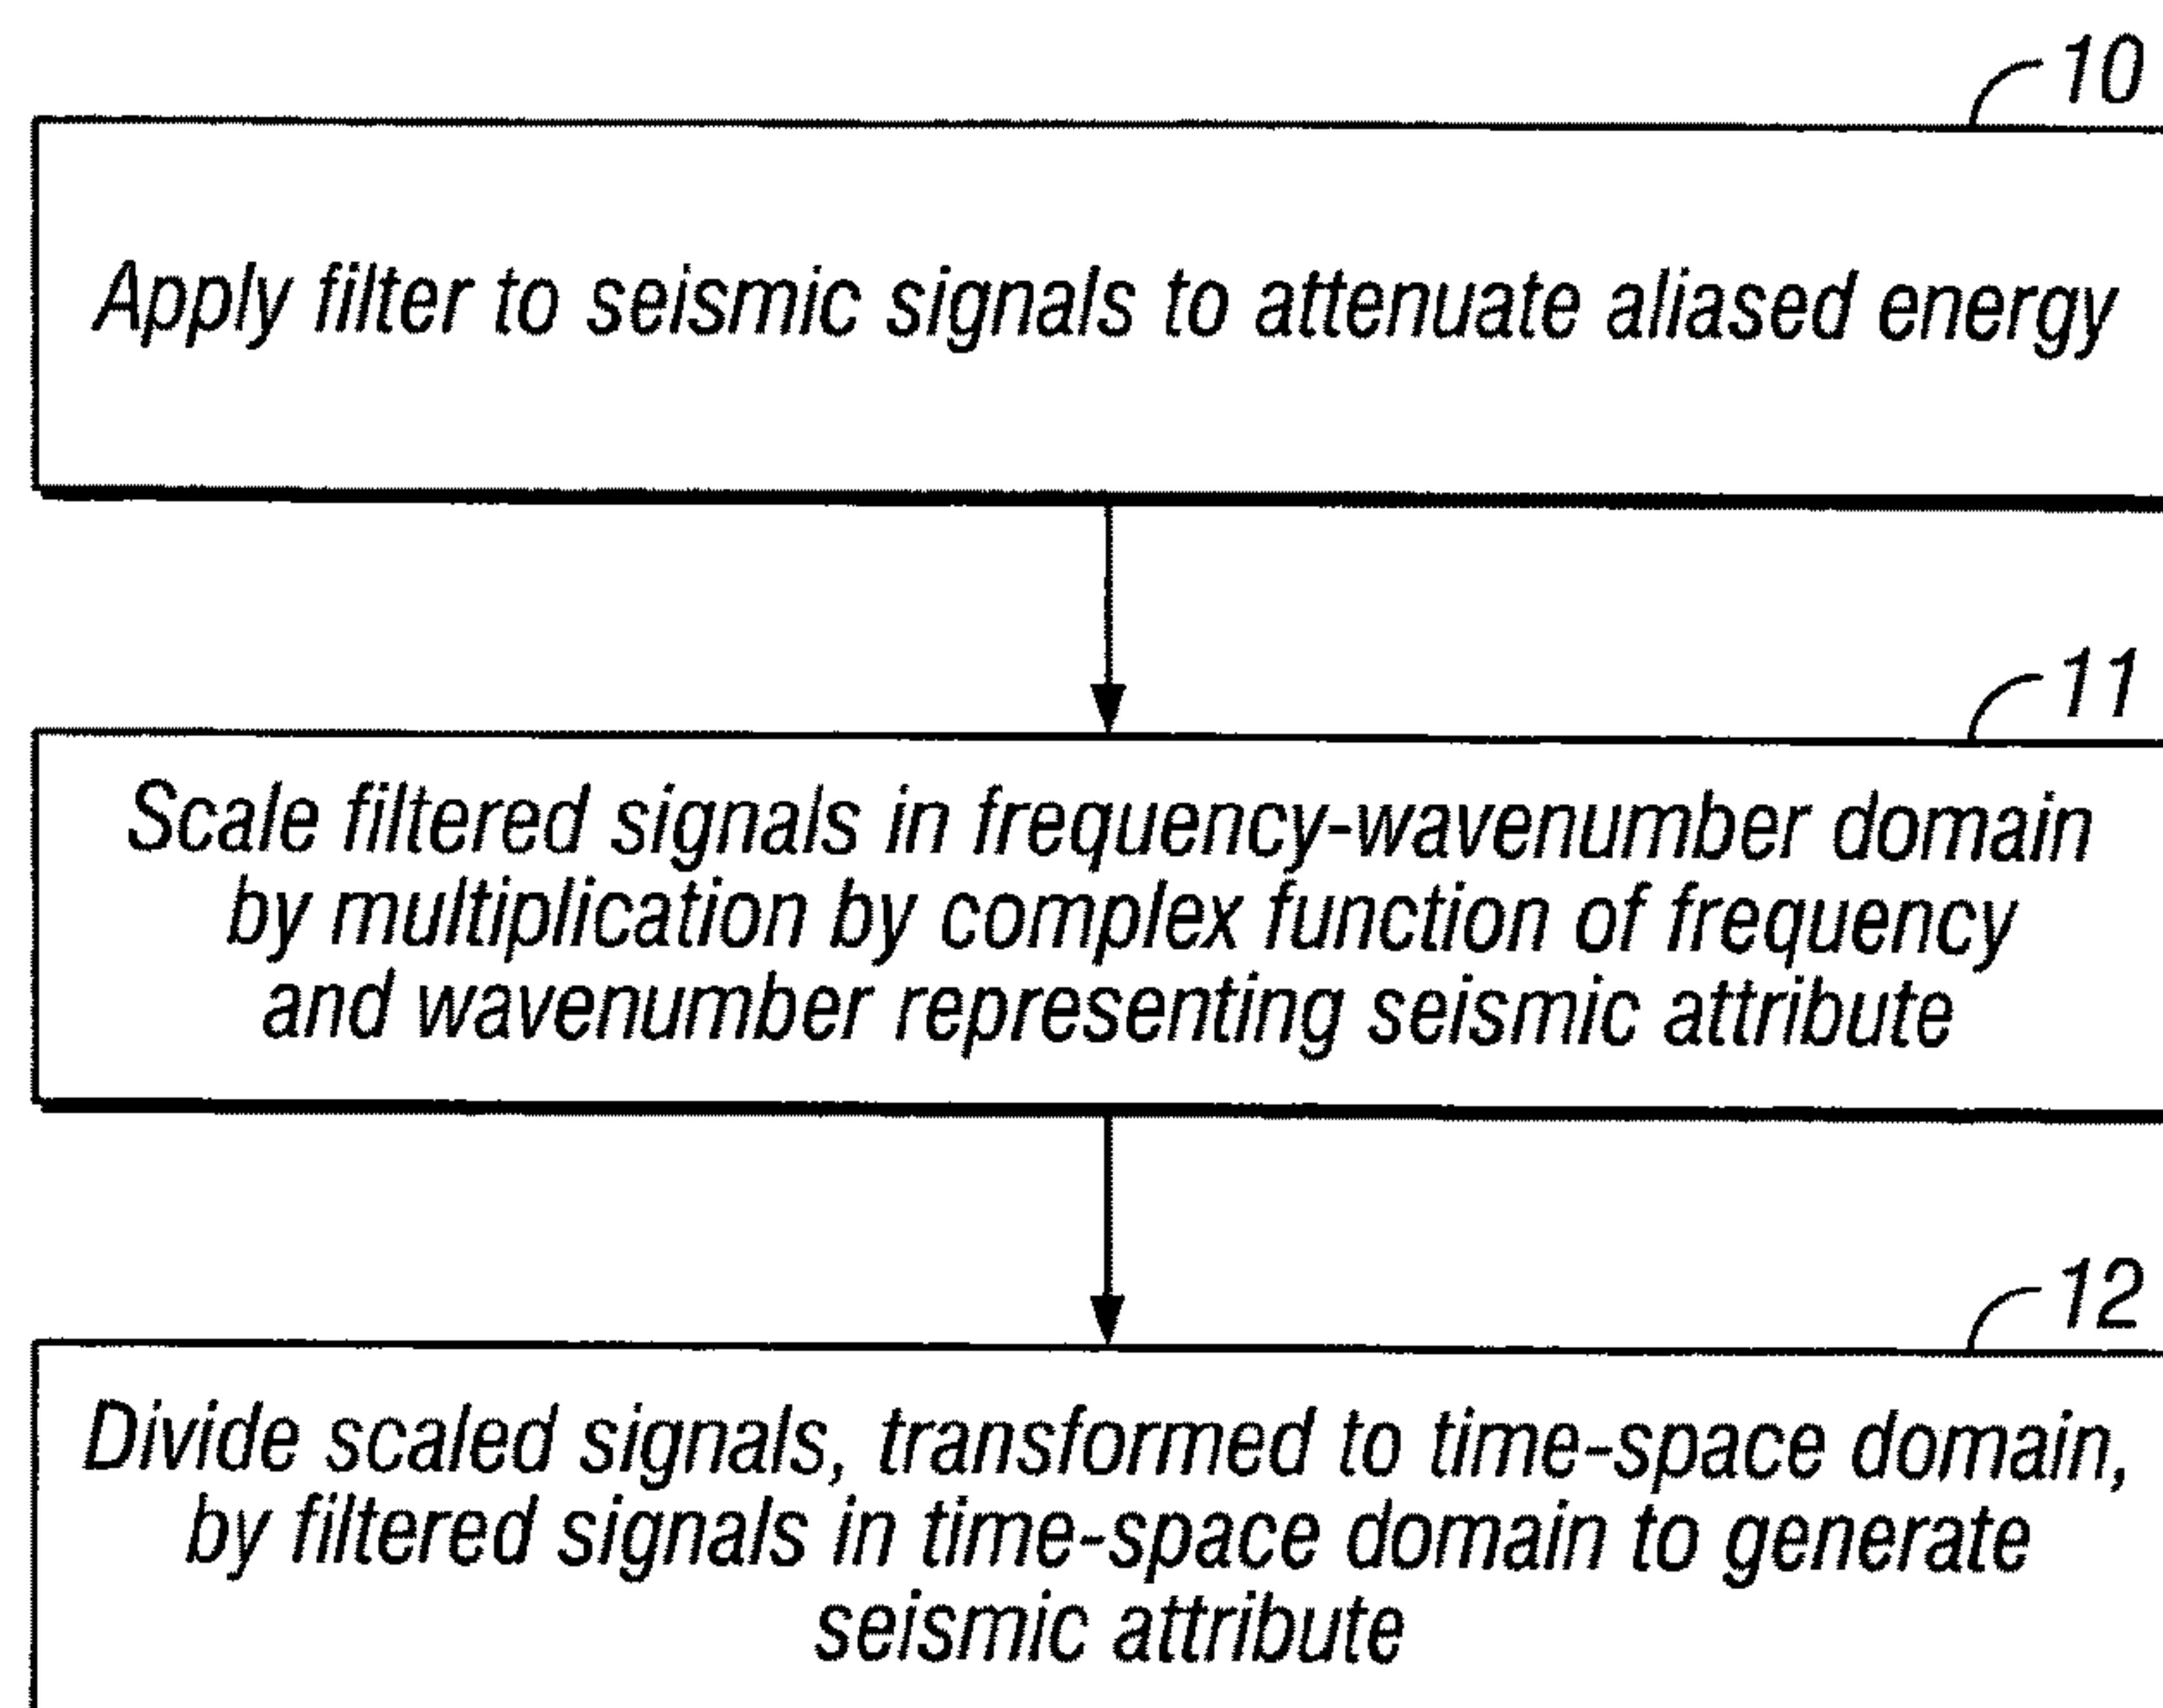 10
Apply filter to seismic signals to attenuate aliased energy
11
Scale filtered signals in frequency-wavenumber domain
by multiplication by complex function of frequency
and wavenumber representing seismic attribute
12
Divide scaled signals, transformed to time-space domain,
by filtered signals in time-space domain to generate
seismic attribute